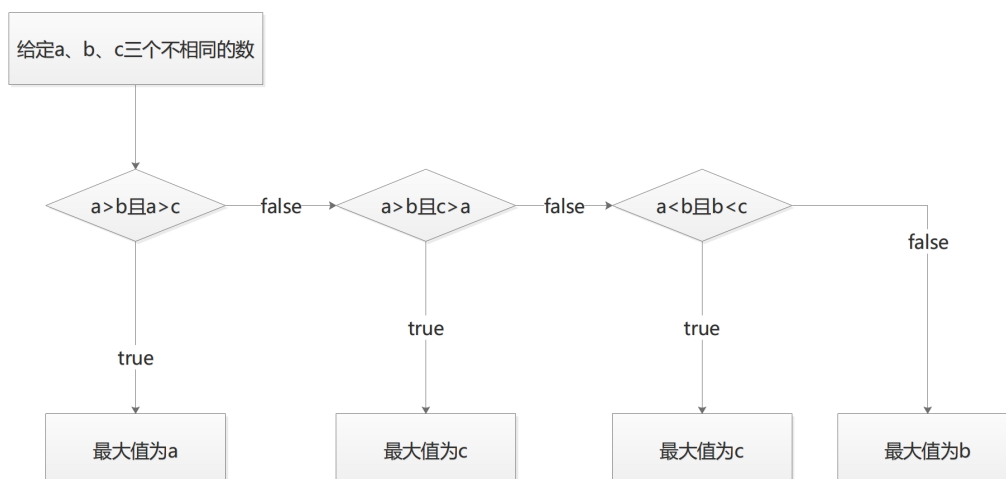 给定a、b、c三个不相同的数
a>b且a>c
false
a>b且c>a
false
a<b且b<c
false
true
true
true
最大值为a
最大值为c
最大值为c
最大值为b